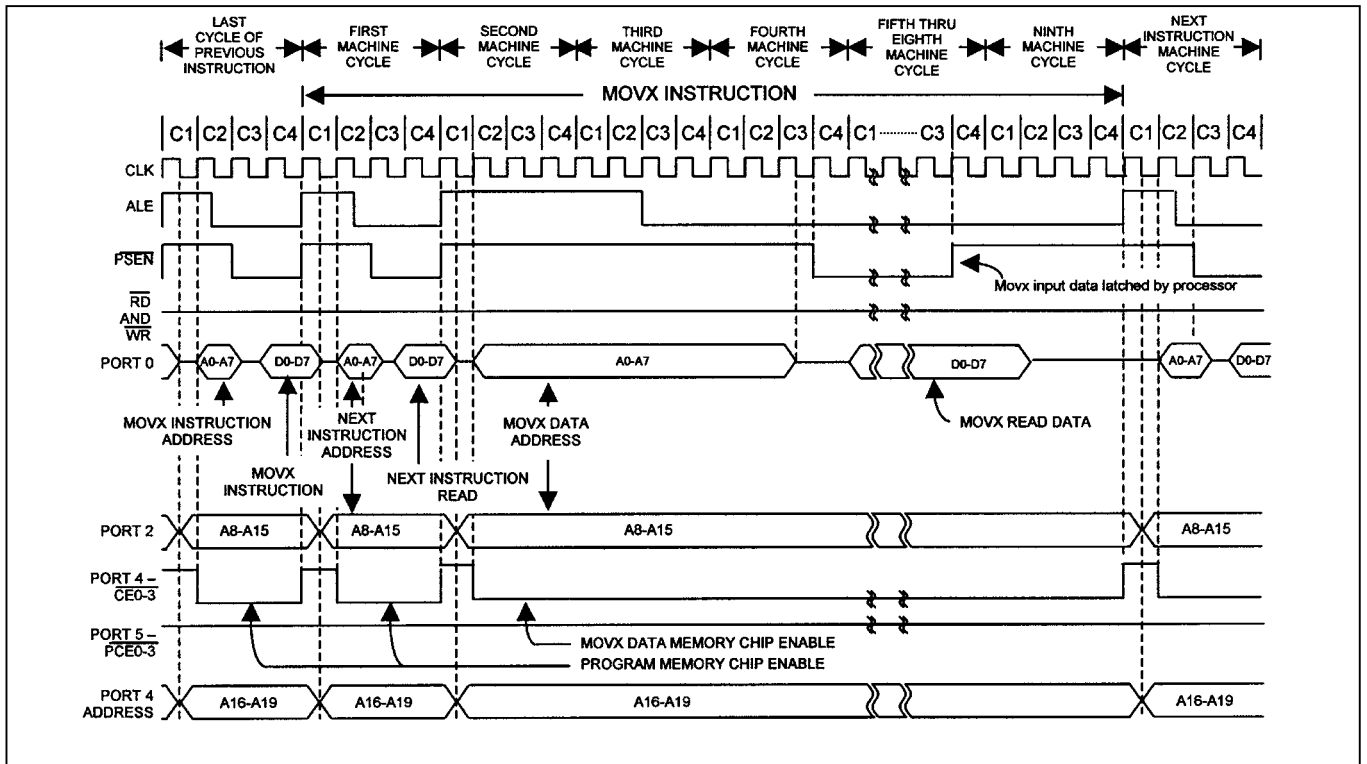 LAST
CYCLE OF
PREVIOUS
INSTRUCTION
FIRST
MACHINE
CYCLE
SECOND
MACHINE
CYCLE
THIRD
MACHINE
CYCLE
FOURTH
MACHINE
CYCLE
FIFTH THRU
EIGHTH
MACHINE
CYCLE
NINTH
MACHINE
CYCLE
NEXT
INSTRUCTION
MACHINE
CYCLE
MOVX INSTRUCTION
C1 C2 C3 C4 C1 C2 C3 C4 C1 C2 C3 C4 C1 C2 C3 C4 C1 C2 C3 C4 C1 ........ C3 C4 C1 C2 C3 C4 C1 C2 C3 C4
CLK
ALE
PSEN
Movx input data latched by processor
RD
AND
WR
PORT 0 A0-A7 D0-D7 A0-A7 D0-D7 A0-A7 D0-D7 A0-A7 D0-D7
MOVX INSTRUCTION
ADDRESS
NEXT
INSTRUCTION
ADDRESS
MOVX DATA
ADDRESS
MOVX READ DATA
MOVX
INSTRUCTION
NEXT INSTRUCTION
READ
PORT 2 A8-A15 A8-A15 A8-A15 A8-A15
PORT 4 –
CE0-3
PORT 5 –
PCE0-3
MOVX DATA MEMORY CHIP ENABLE
PROGRAM MEMORY CHIP ENABLE
PORT 4
ADDRESS
A16-A19 A16-A19 A16-A19 A16-A19